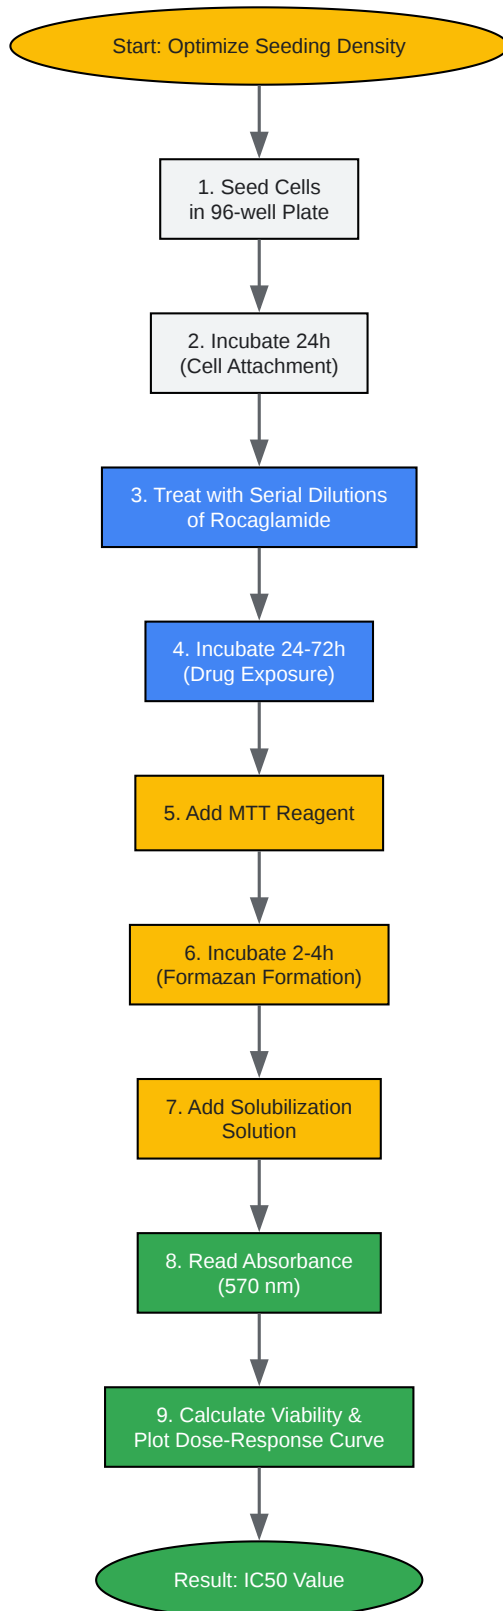 Start: Optimize Seeding Density
1. Seed Cells
in 96-well Plate
2. Incubate 24h
(Cell Attachment)
3. Treat with Serial Dilutions
of Rocaglamide
4. Incubate 24-72h
(Drug Exposure)
5. Add MTT Reagent
6. Incubate 2-4h
(Formazan Formation)
7. Add Solubilization
Solution
8. Read Absorbance
(570 nm)
9. Calculate Viability &
Plot Dose-Response Curve
Result: IC50 Value